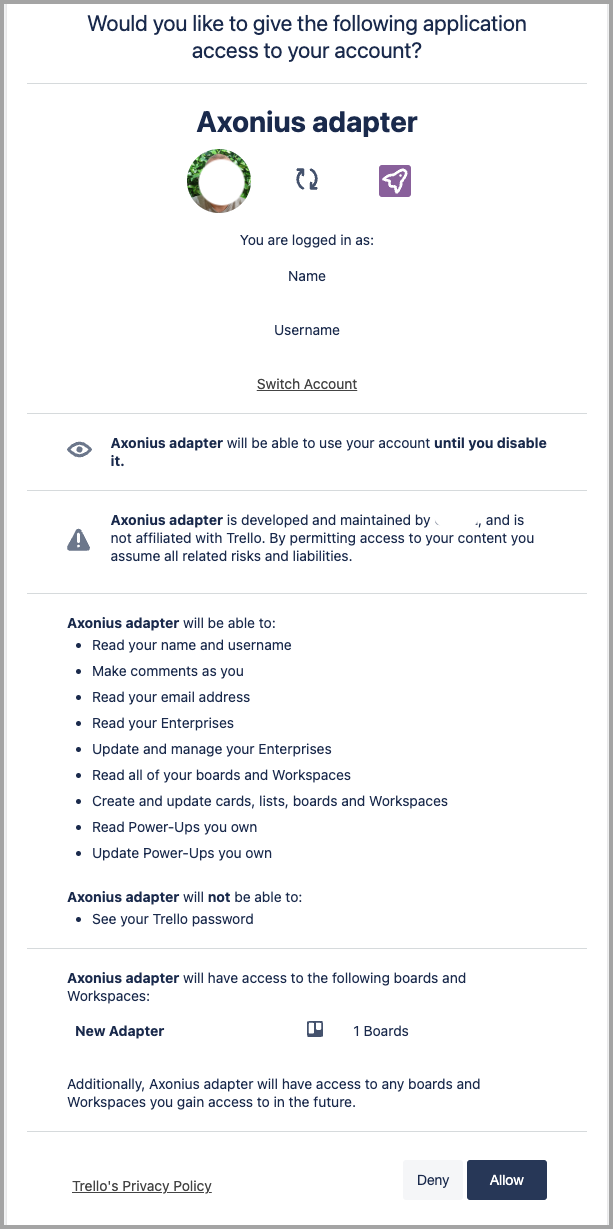 Would you like to give the following application
access to your account?
Axonius adapter
You are logged in as:
Name
Username
Switch Account
Axonius adapter will be able to use your account until you disable
it.
Axonius adapter is developed and maintained by , and is
not affiliated with Trello. By permitting access to your content you
assume all related risks and liabilities.
Axonius adapter will be able to:
• Read your name and username
• Make comments as you
• Read your email address
• Read your Enterprises
• Update and manage your Enterprises
• Read all of your boards and Workspaces
• Create and update cards, lists, boards and Workspaces
• Read Power-Ups you own
• Update Power-Ups you own
Axonius adapter will not be able to:
• See your Trello password
Axonius adapter will have access to the following boards and
Workspaces:
New Adapter 1 Boards
Additionally, Axonius adapter will have access to any boards and
Workspaces you gain access to in the future.
Trello's Privacy Policy Deny Allow